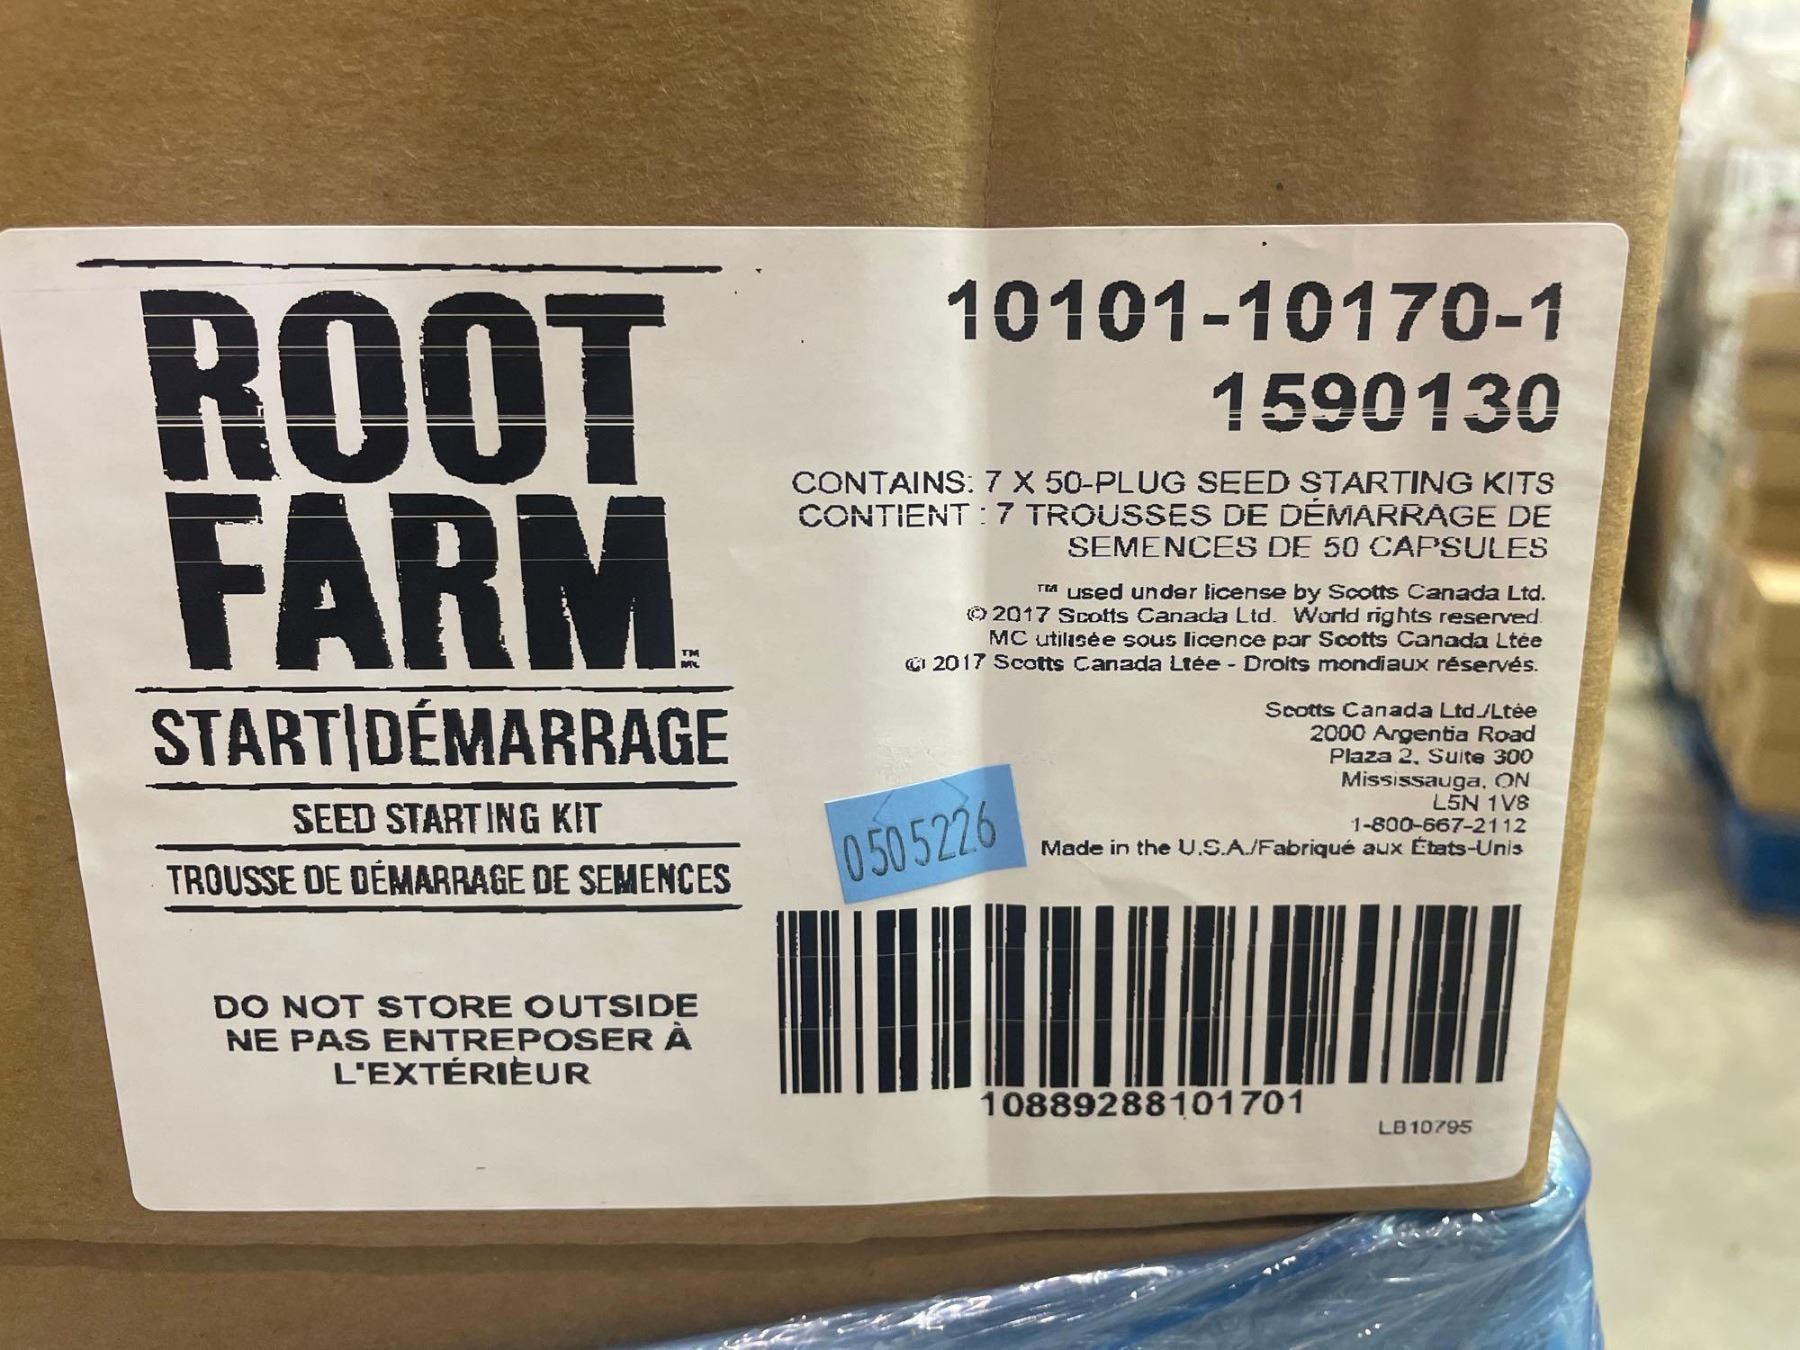 ROOT
FARM
TM
MC
START|DÉMARRAGE
SEED STARTING KIT
TROUSSE DE DÉMARRAGE DE SEMENCES
DO NOT STORE OUTSIDE
NE PAS ENTREPOSER À
L'EXTÉRIEUR
10101-10170-1
1590130
CONTAINS: 7 X 50-PLUG SEED STARTING KITS
CONTIENT : 7 TROUSSES DE DÉMARRAGE DE
SEMENCES DE 50 CAPSULES
™ used under license by Scotts Canada Ltd.
© 2017 Scotts Canada Ltd. World rights reserved.
MC utilisée sous licence par Scotts Canada Ltée
© 2017 Scotts Canada Ltée - Droits mondiaux réservés.
Scotts Canada Ltd./Ltée
2000 Argentia Road
Plaza 2, Suite 300
Mississauga, ON
L5N 1V8
1-800-667-2112
Made in the U.S.A./Fabriqué aux États-Unis
0505226
10889288101701
LB10795